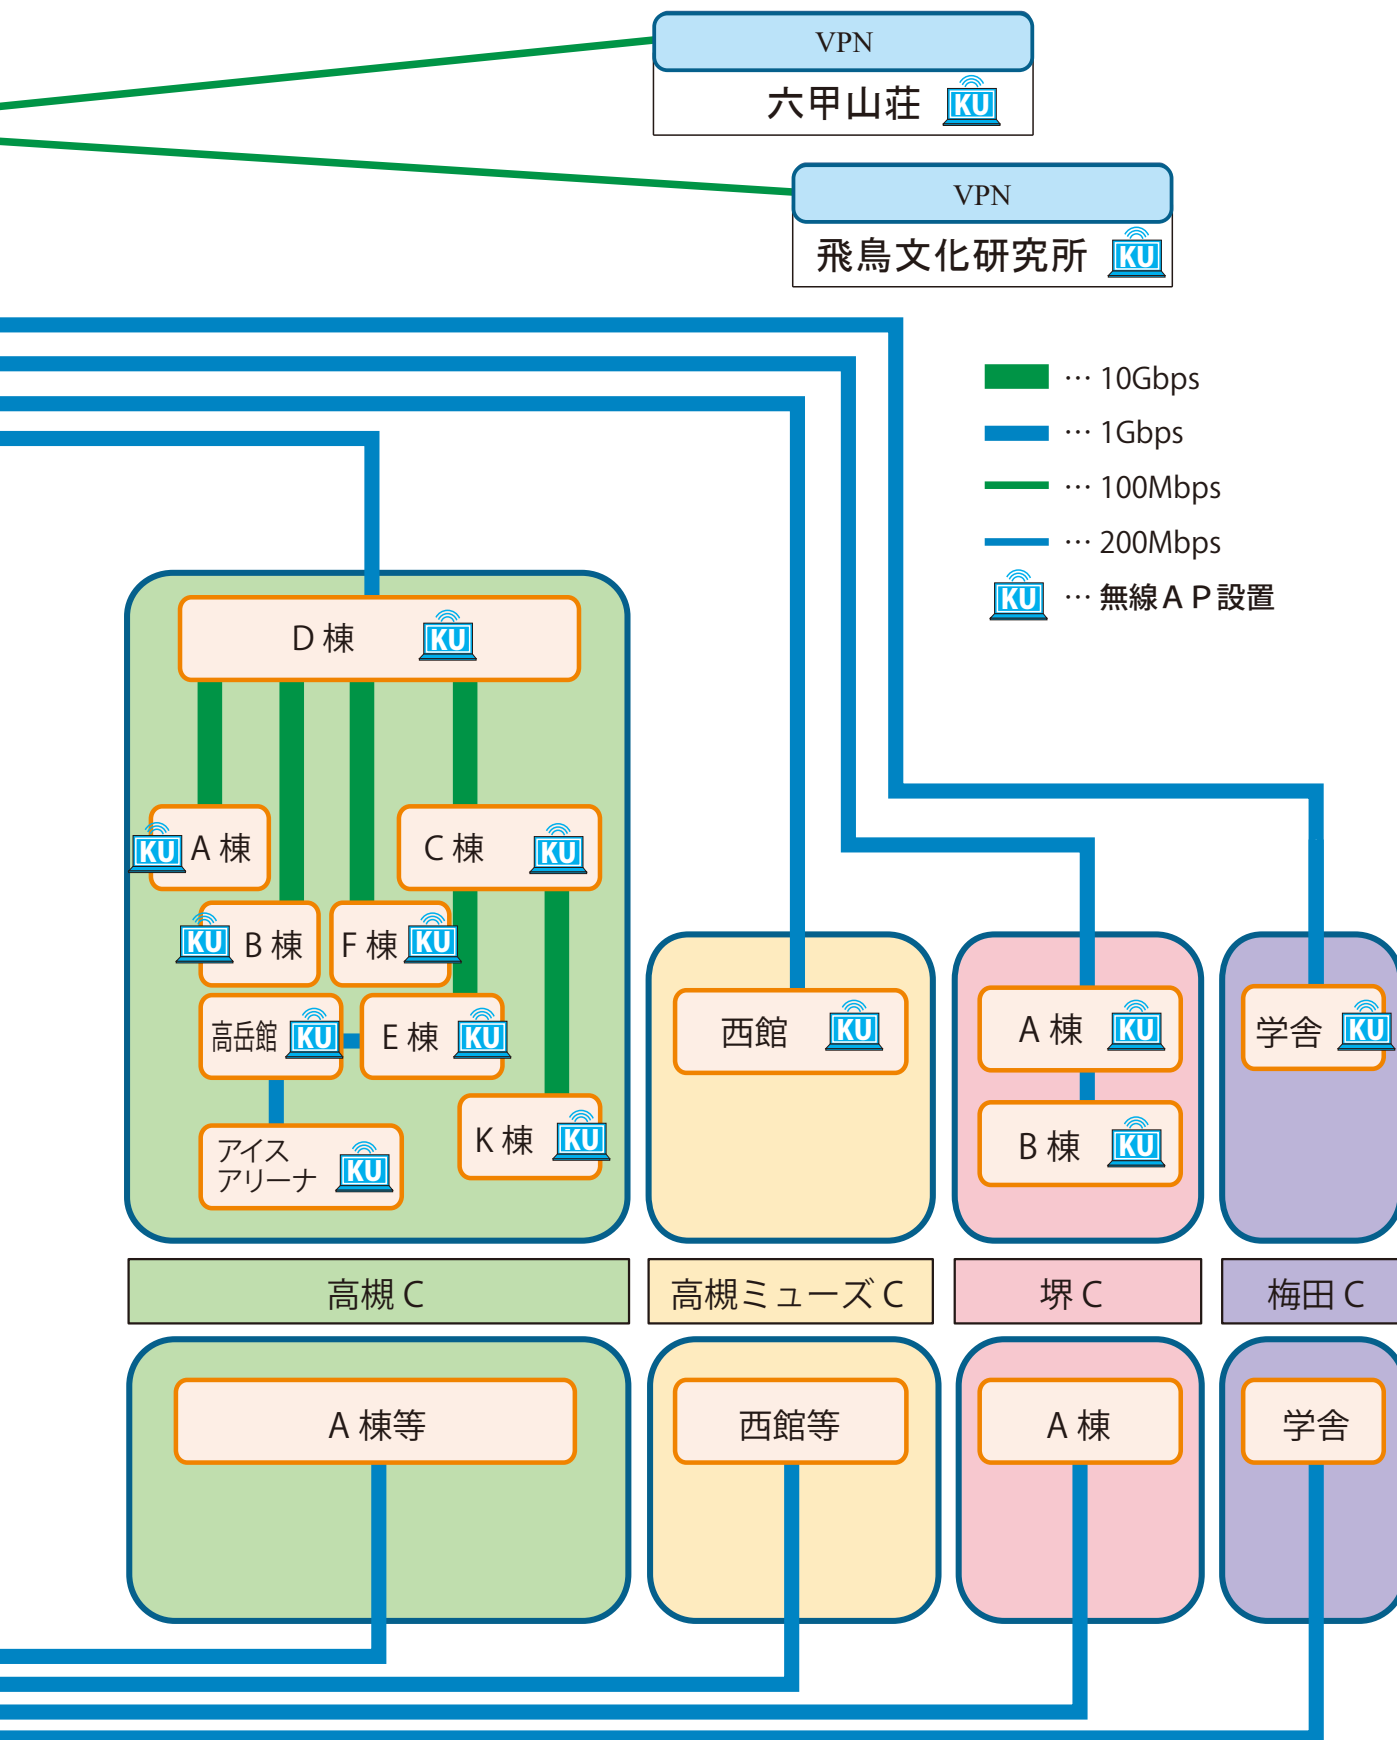 VPN
六甲山荘 KU
VPN
飛鳥文化研究所 KU
… 10Gbps
… 1Gbps
… 100Mbps
… 200Mbps
KU … 無線ＡＰ設置
D 棟 KU
KU A 棟
C 棟 KU
KU B 棟
F 棟 KU
高岳館 KU
E 棟 KU
アイス
アリーナ KU
K 棟 KU
西館 KU
A 棟 KU
B 棟 KU
学舎 KU
高槻 C
高槻ミューズ C
堺 C
梅田 C
A 棟等
西館等
A 棟
学舎